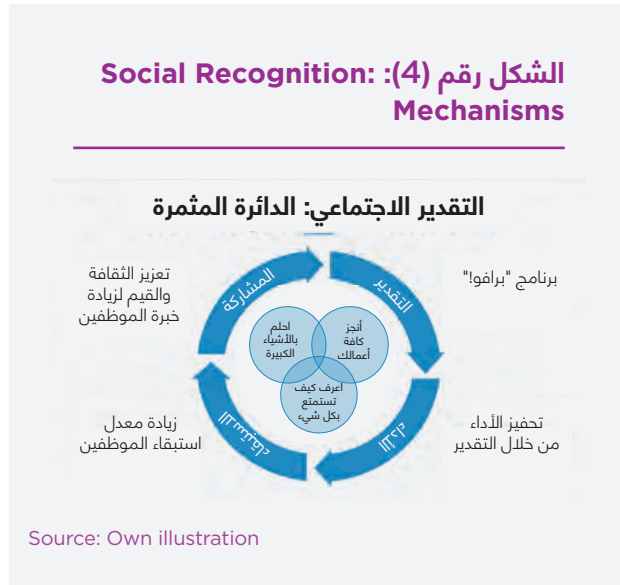 الشكل رقم (4): Social Recognition:
Mechanisms
التقدير الاجتماعي: الدائرة المثمرة
المشاركة
التقدير
تعزيز الثقافة
والقيم لزيادة
خبرة الموظفين
برنامج "برافو!"
احلم
بالأشياء
الكبيرة
أنجز
كافة
أعمالك
اعرف كيف
تستمتع
بكل شيء
زيادة معدل
استبقاء الموظفين
تحفيز الأداء
من خلال التقدير
الاستبقاء
الأداء
Source: Own illustration